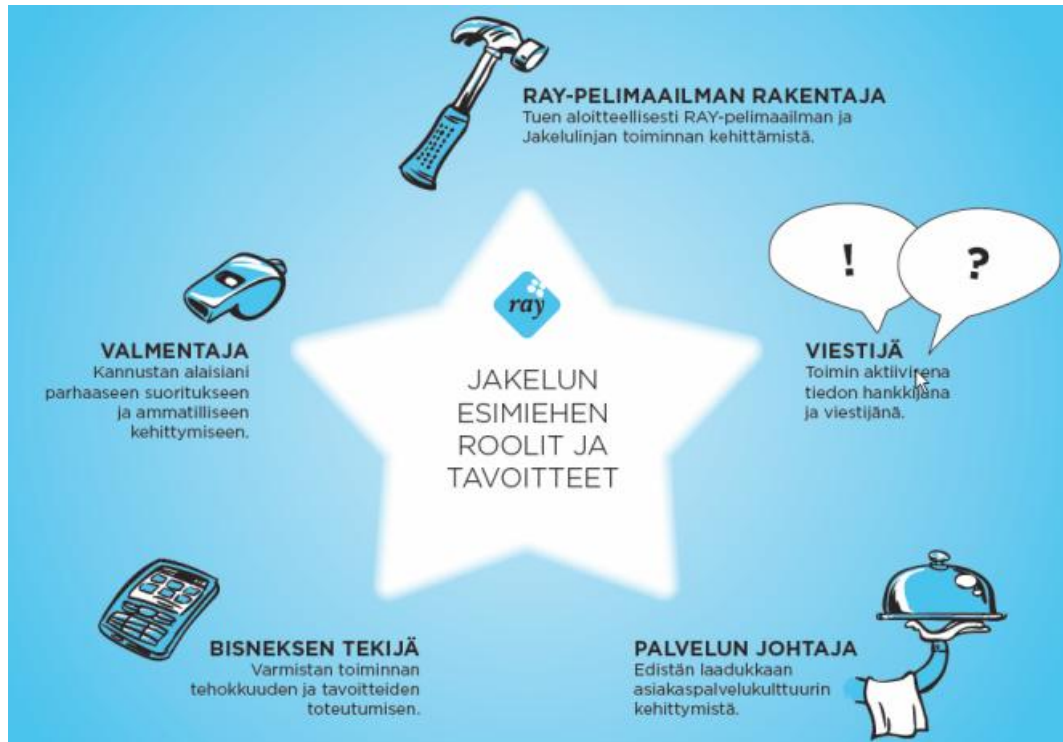 RAY-PELIMAAILMAN RAKENTAJA
Tuen aloitteellisesti RAY-pelimaailman ja
Jakelulinjan toiminnan kehittämistä.
!
?
ray
VALMENTAJA
Kannustan alaisiani
parhaaseen suoritukseen
ja ammatilliseen
kehittymiseen.
VIESTIJÄ
Toimin aktiivisena
tiedon hankkijana
ja viestijänä.
JAKELUN
ESIMIEHEN
ROOLIT JA
TAVOITTEET
BISNEKSEN TEKIJÄ
Varmistan toiminnan
tehokkuuden ja tavoitteiden
toteutumisen.
PALVELUN JOHTAJA
Edistän laadukkaan
asiakaspalvelukulttuurin
kehittymistä.